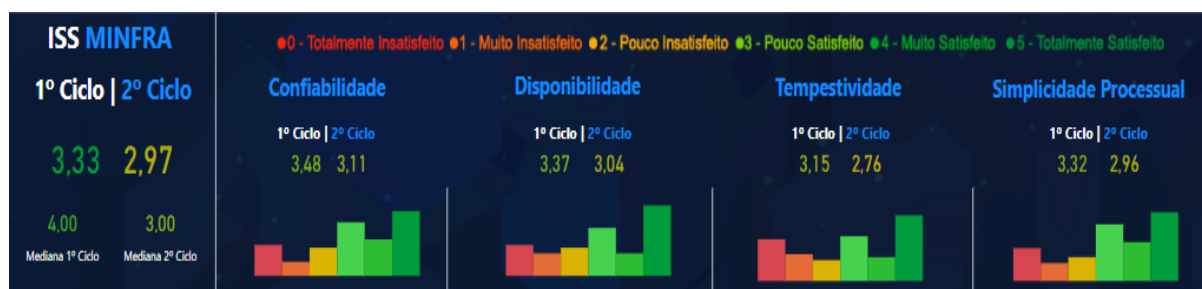 ISS MINFRA
1º Ciclo | 2º Ciclo
3,33 2,97
4,00 3,00
Mediana 1º Ciclo Mediana 2º Ciclo
0 - Totalmente Insatisfeito 1 - Muito Insatisfeito 2 - Pouco Insatisfeito 3 - Pouco Satisfeito 4 - Muito Satisfeito 5 - Totalmente Satisfeito
Confiabilidade
1º Ciclo | 2º Ciclo
3,48 3,11
Disponibilidade
1º Ciclo | 2º Ciclo
3,37 3,04
Tempestividade
1º Ciclo | 2º Ciclo
3,15 2,76
Simplicidade Processual
1º Ciclo | 2º Ciclo
3,32 2,96